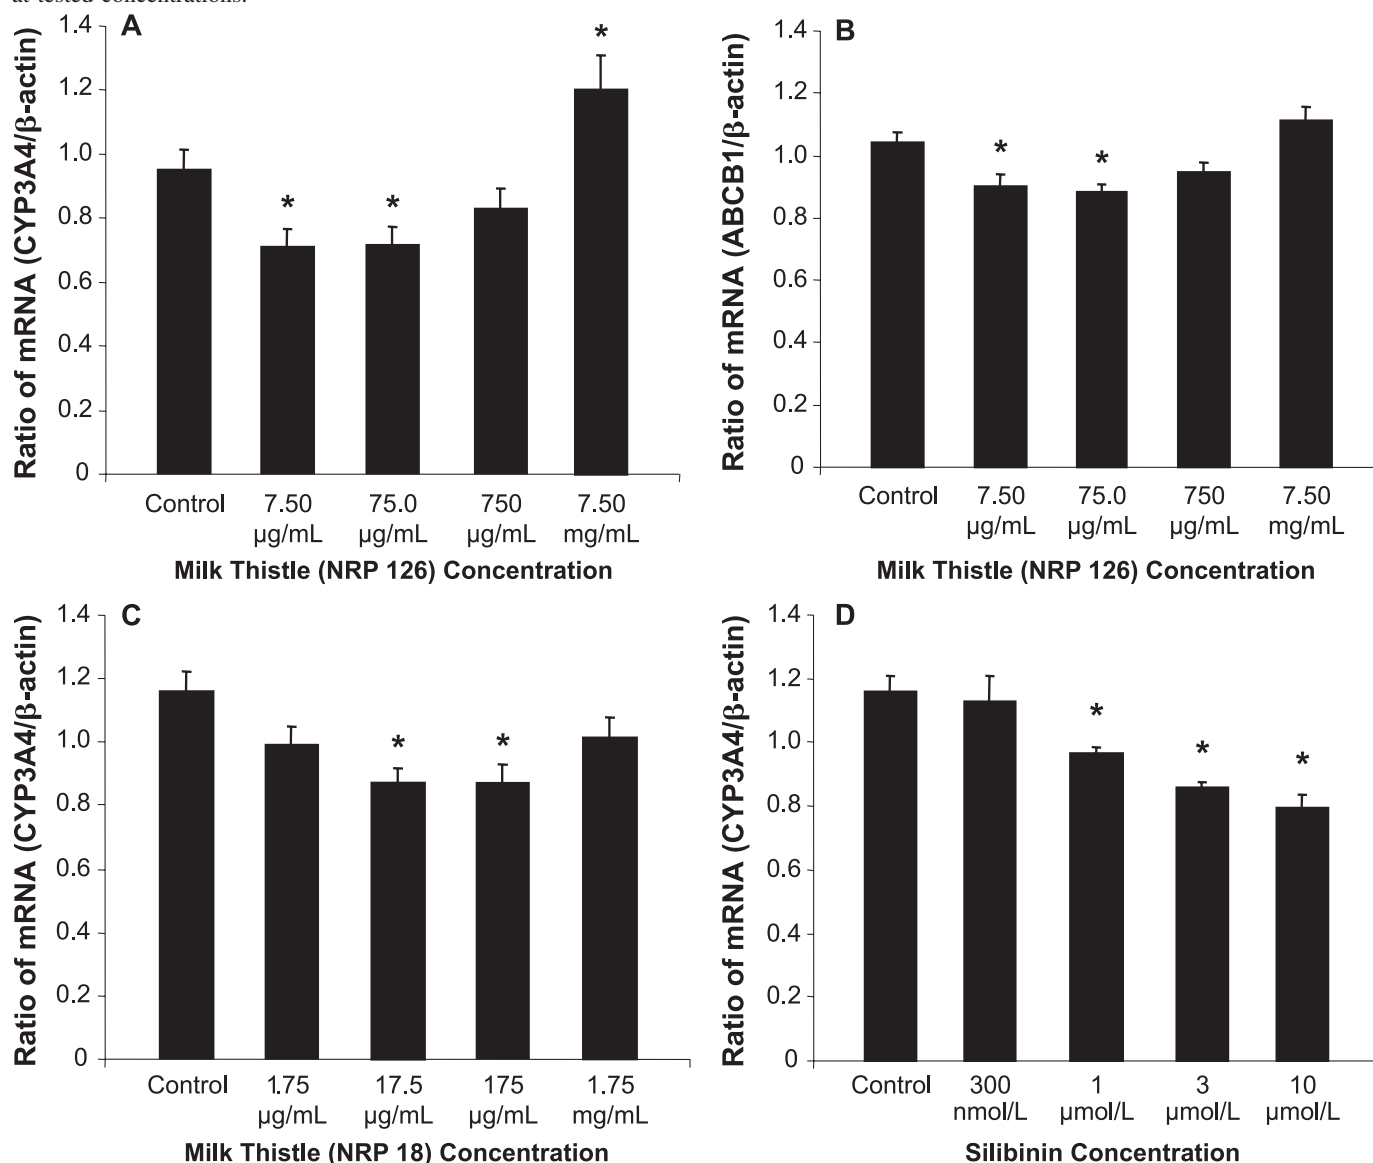 at tested concentrations.
A
Ratio of mRNA (CYP3A4/β-actin)
1.4
1.2
1.0
0.8
0.6
0.4
0.2
0
*
*
*
Control
7.50 µg/mL
75.0 µg/mL
750 µg/mL
7.50 mg/mL
Milk Thistle (NRP 126) Concentration
B
Ratio of mRNA (ABCB1/β-actin)
1.4
1.2
1.0
0.8
0.6
0.4
0.2
0
*
*
Control
7.50 µg/mL
75.0 µg/mL
750 µg/mL
7.50 mg/mL
Milk Thistle (NRP 126) Concentration
C
Ratio of mRNA (CYP3A4/β-actin)
1.4
1.2
1.0
0.8
0.6
0.4
0.2
0
*
*
Control
1.75 µg/mL
17.5 µg/mL
175 µg/mL
1.75 mg/mL
Milk Thistle (NRP 18) Concentration
D
Ratio of mRNA (CYP3A4/β-actin)
1.4
1.2
1.0
0.8
0.6
0.4
0.2
0
*
*
*
Control
300 nmol/L
1 µmol/L
3 µmol/L
10 µmol/L
Silibinin Concentration